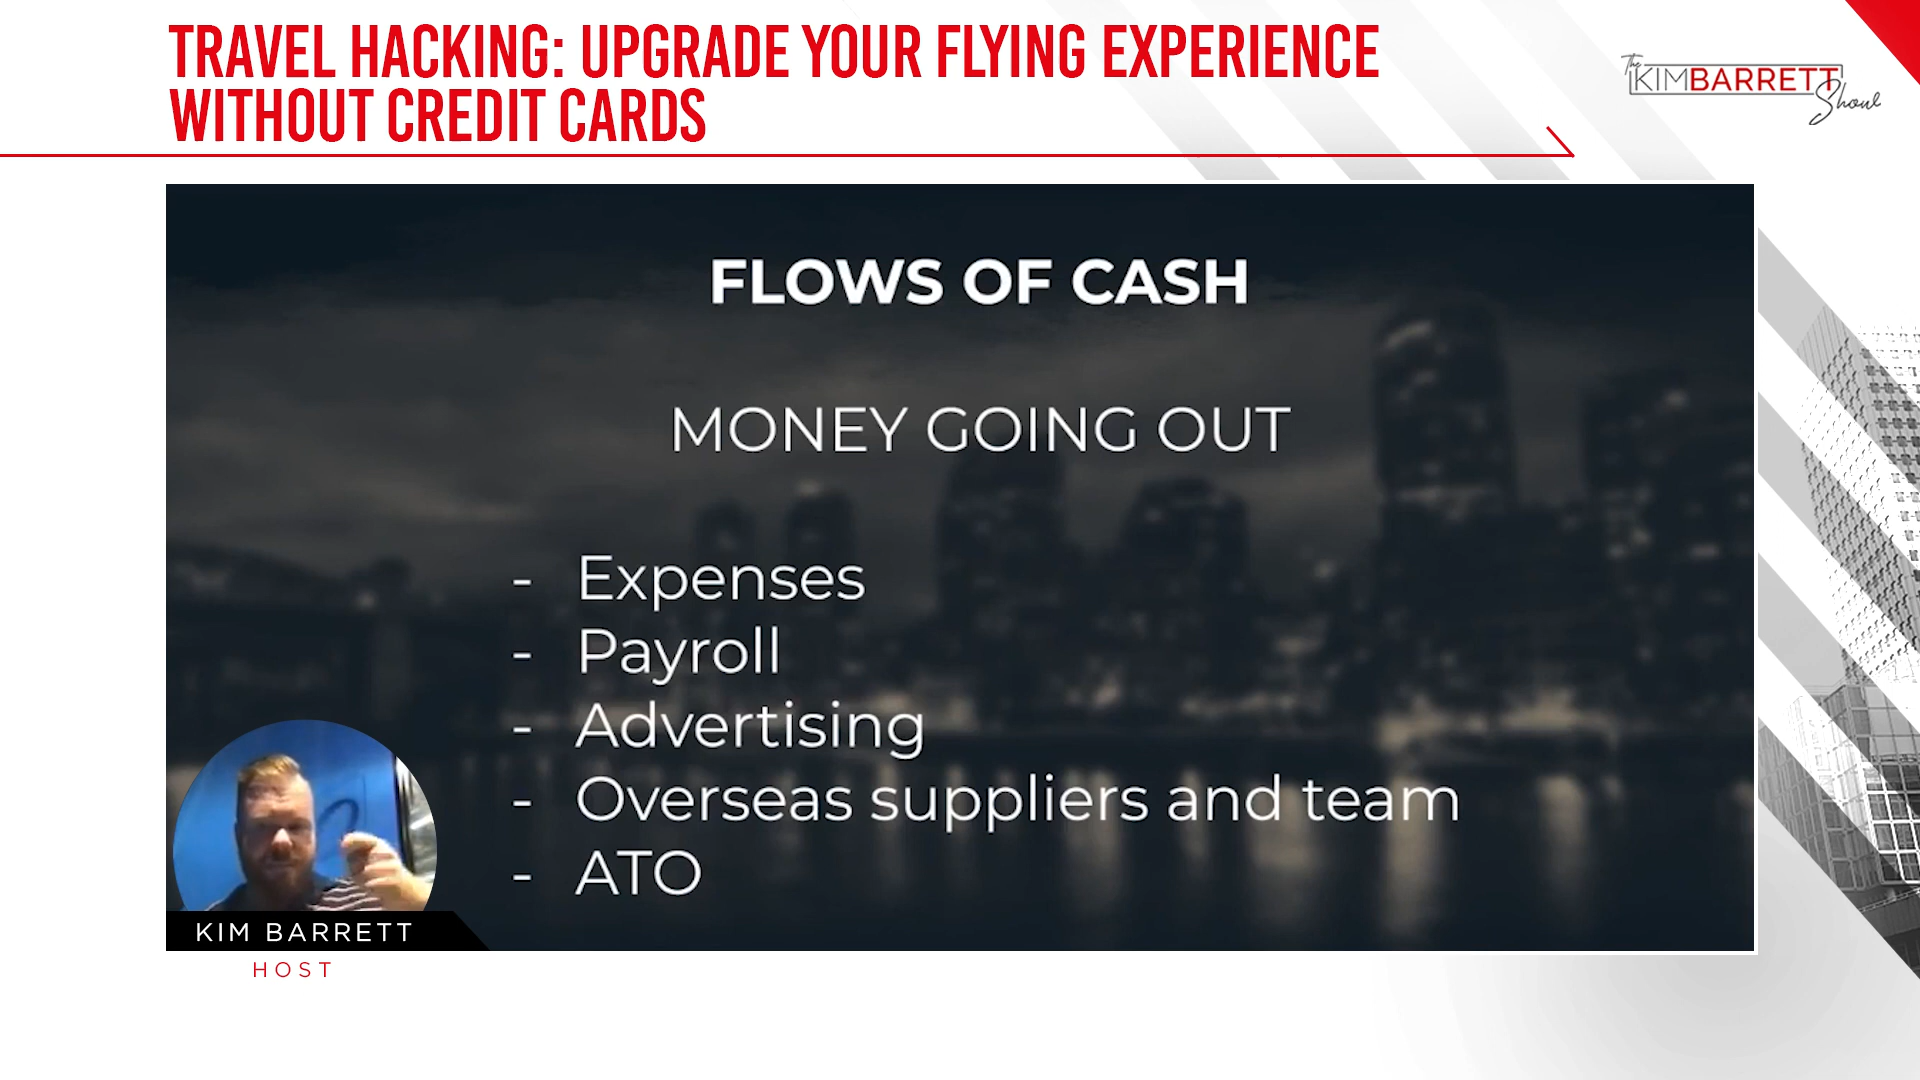 TRAVEL HACKING: UPGRADE YOUR FLYING EXPERIENCE
WITHOUT CREDIT CARDS
The
KIMBARRETT
Show
FLOWS OF CASH
MONEY GOING OUT
- Expenses
- Payroll
- Advertising
- Overseas suppliers and team
- ATO
KIM BARRETT
HOST